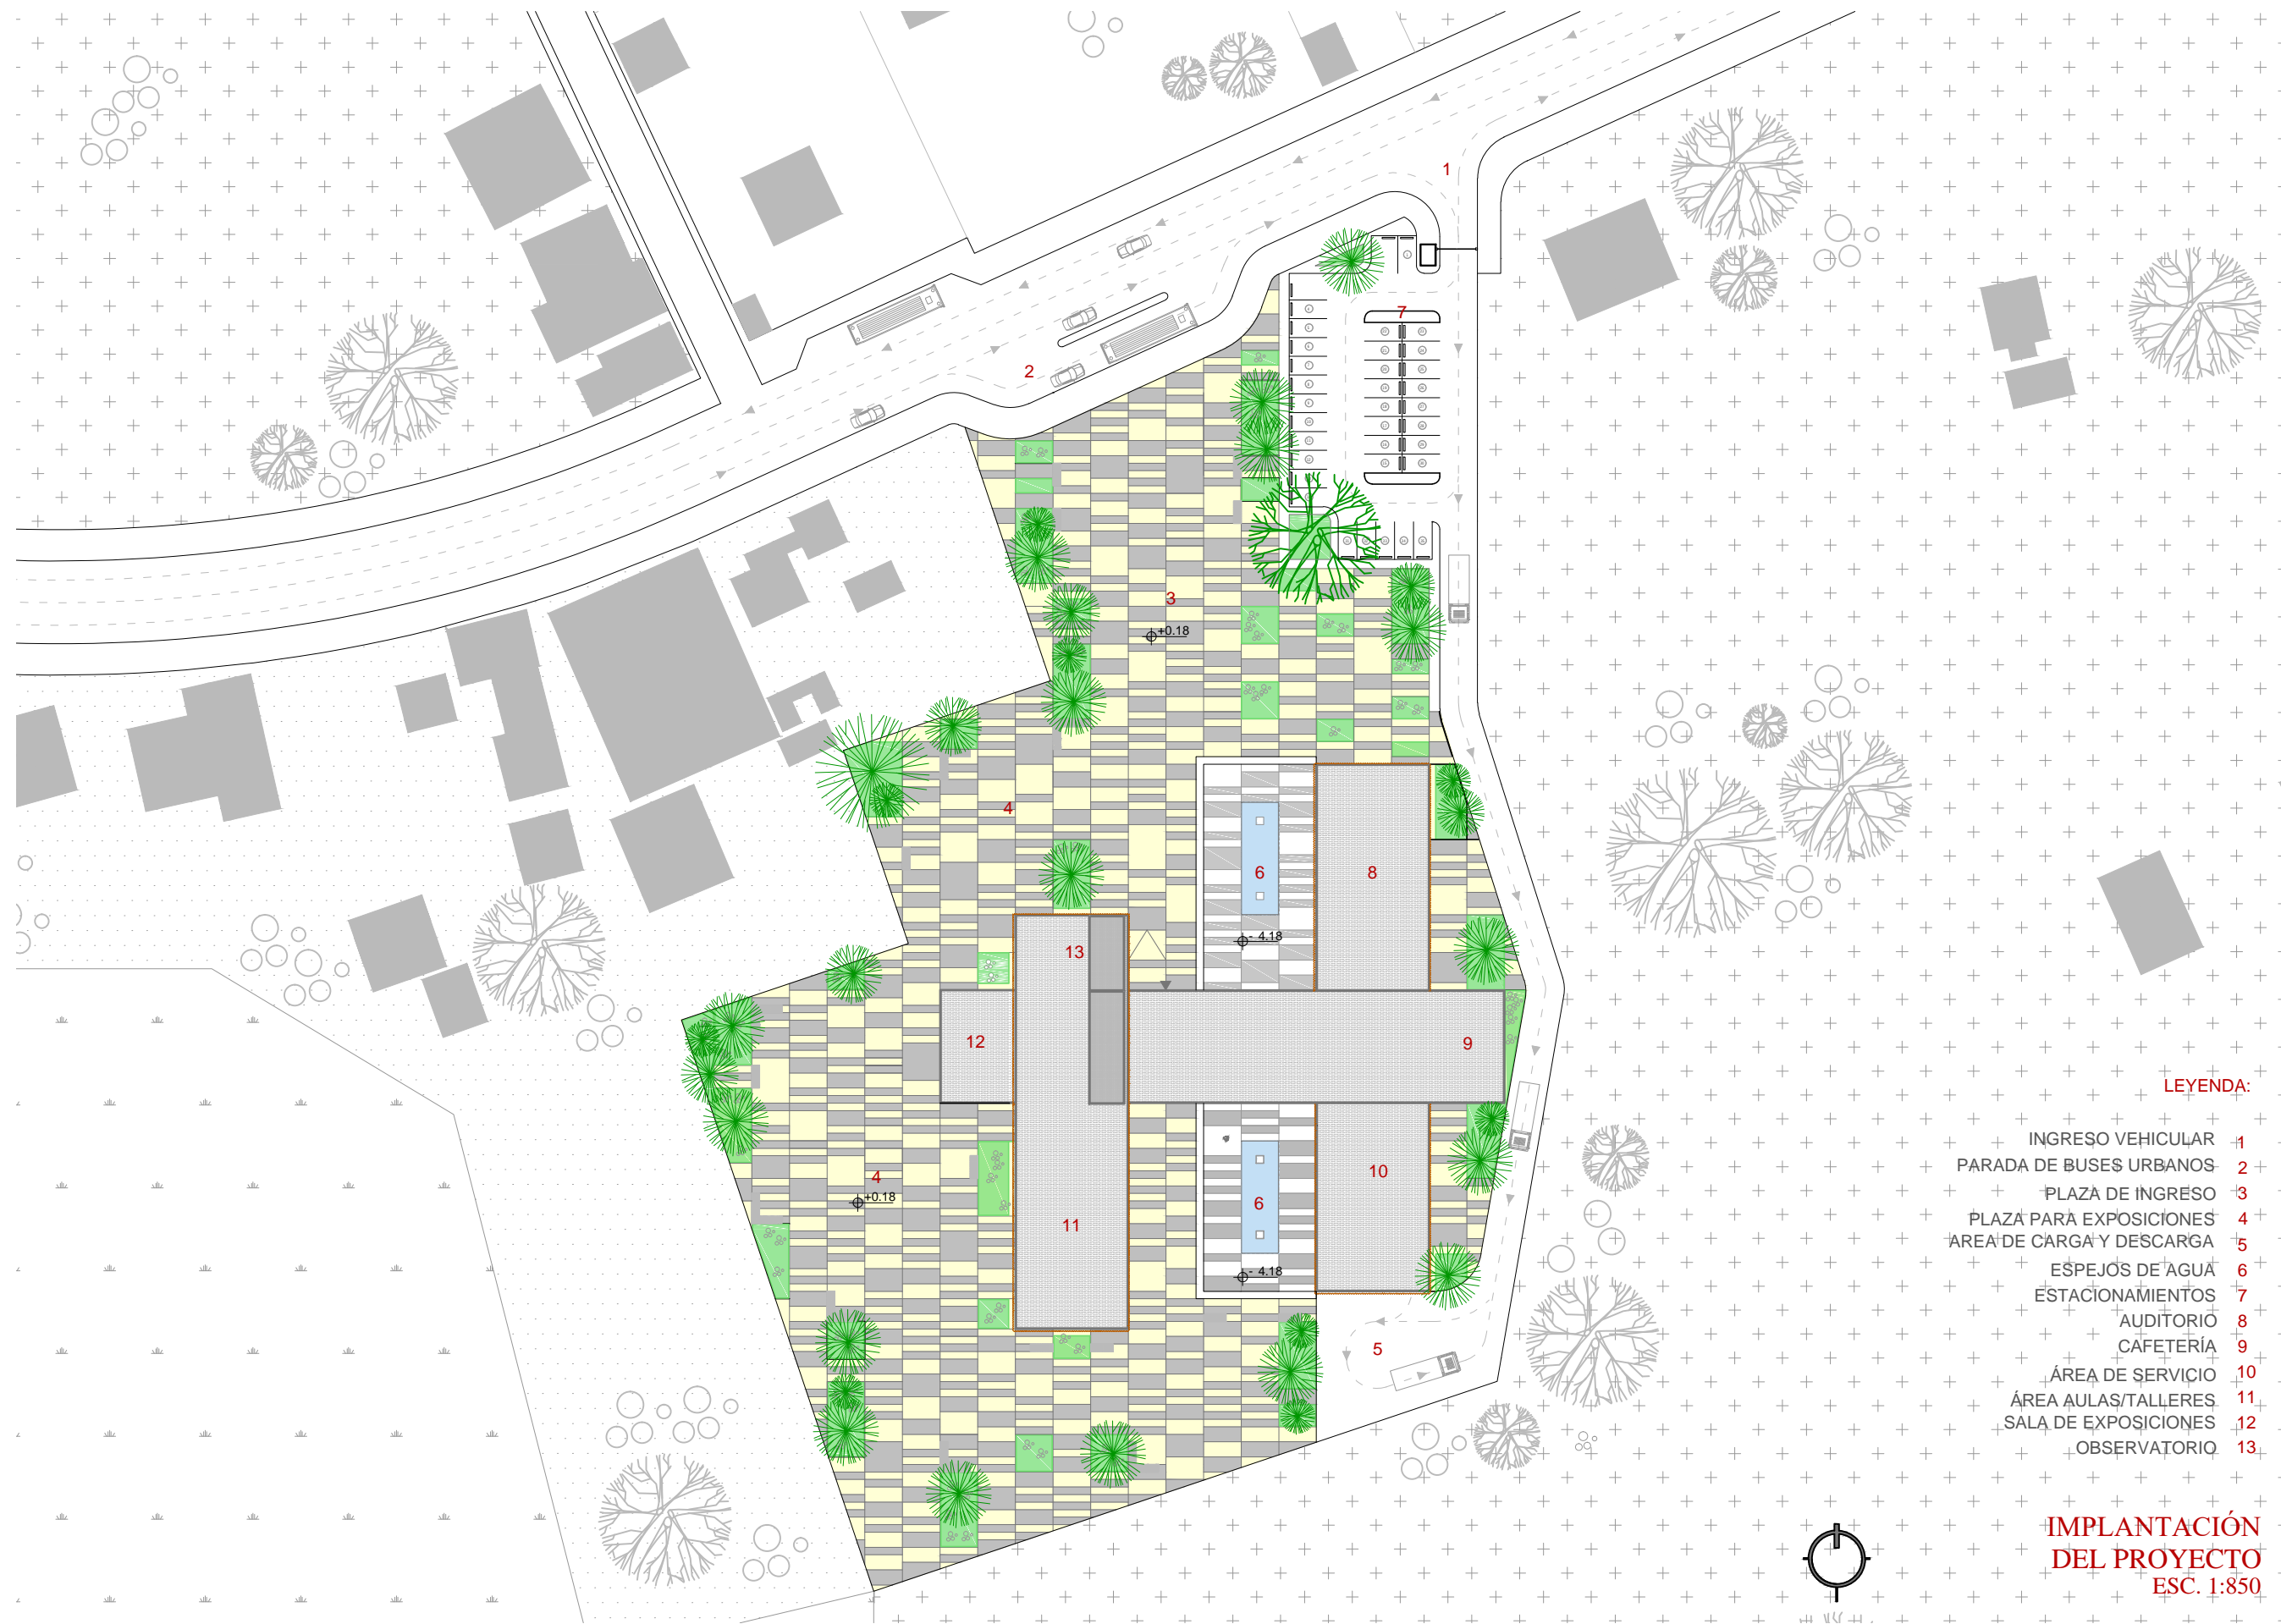 1
7
2
3
+0.18
4
6
8
- 4.18
13
12
9
4
+0.18
10
6
11
- 4.18
5
LEYENDA:
INGRESO VEHICULAR 1
PARADA DE BUSES URBANOS 2
PLAZA DE INGRESO 3
PLAZA PARA EXPOSICIONES 4
AREA DE CARGA Y DESCARGA 5
ESPEJOS DE AGUA 6
ESTACIONAMIENTOS 7
AUDITORIO 8
CAFETERÍA 9
ÁREA DE SERVICIO 10
ÁREA AULAS/TALLERES 11
SALA DE EXPOSICIONES 12
OBSERVATORIO 13
IMPLANTACIÓN
DEL PROYECTO
ESC. 1:850